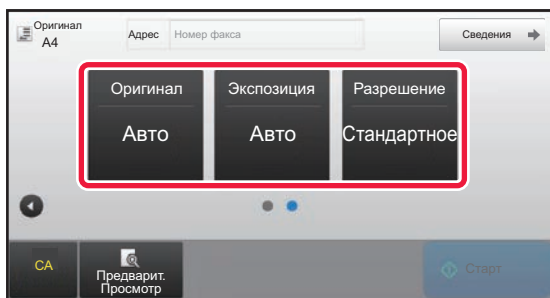 Оригинал
A4
Адрес Номер факса
Сведения
Оригинал Экспозиция Разрешение
Авто Авто Стандартное
CA
Предварит.
Просмотр
Старт